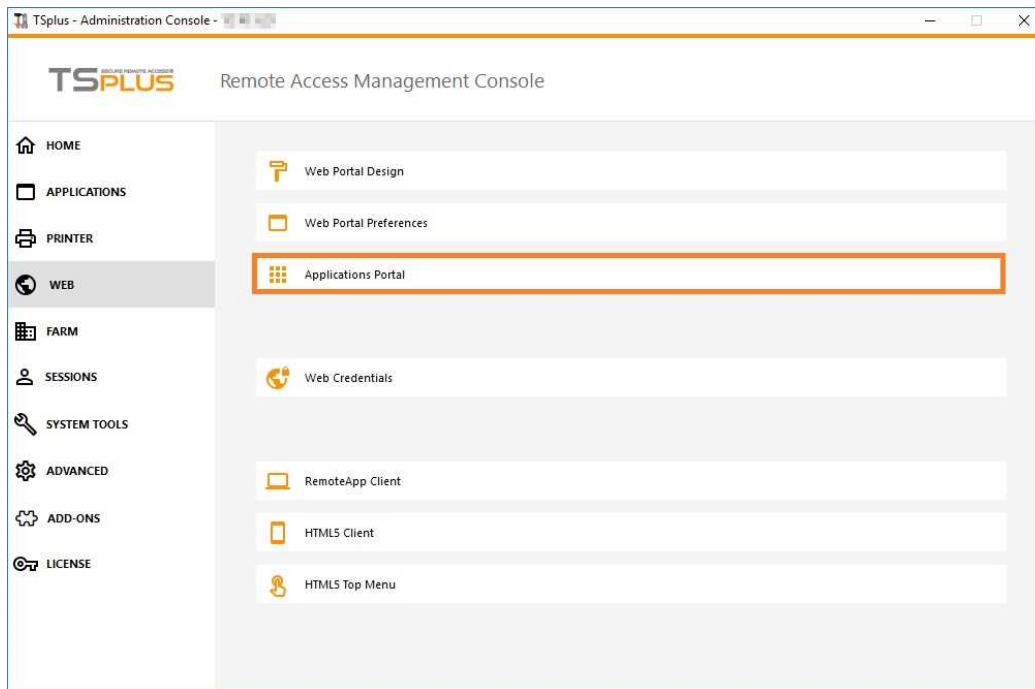 TSplus - Administration Console -
TSPLUS
SECURE REMOTE ACCESS
Remote Access Management Console
HOME
APPLICATIONS
PRINTER
WEB
FARM
SESSIONS
SYSTEM TOOLS
ADVANCED
ADD-ONS
LICENSE
Web Portal Design
Web Portal Preferences
Applications Portal
Web Credentials
RemoteApp Client
HTML5 Client
HTML5 Top Menu